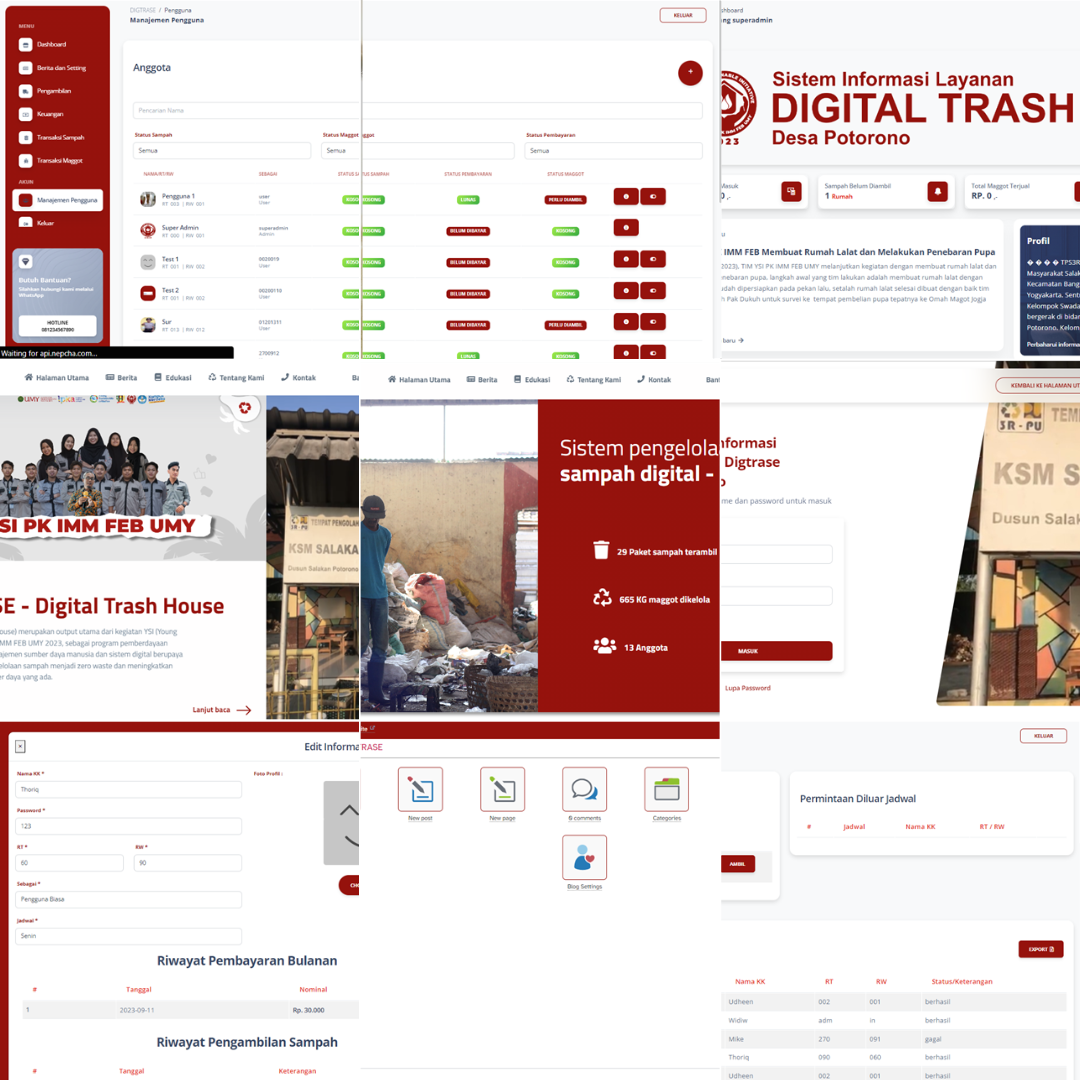 MENU
Dashboard
Berita dan Setting
Pengambilan
Keuangan
Transaksi Sampah
Transaksi Maggot
AKUN
Manajemen Pengguna
Keluar
Butuh Bantuan?
Silahkan hubungi kami melalui
WhatsApp
HOTLINE
081234567890
Waiting for api.nepcha.com...
DIGTRASE / Pengguna
Manajemen Pengguna
KELUAR
Anggota
+
Pencarian Nama
Status Sampah
Status Maggot
Status Pembayaran
Semua
Semua
Semua
NAMA/RT/RW
SEBAGAI
STATUS SAMPAH
STATUS PEMBAYARAN
STATUS MAGGOT
Pengguna 1
RT 003 | RW 001
user
User
KOSONG
LUNAS
PERLU DIAMBIL
Super Admin
RT 000 | RW 001
superadmin
Admin
KOSONG
BELUM DIBAYAR
KOSONG
Test 1
RT 001 | RW 002
0020019
User
KOSONG
BELUM DIBAYAR
KOSONG
Test 2
RT 001 | RW 002
00200110
User
KOSONG
BELUM DIBAYAR
PERLU DIAMBIL
Sur
RT 013 | RW 012
01201211
User
KOSONG
BELUM DIBAYAR
PERLU DIAMBIL
2700912
KOSONG
LUNAS
KOSONG
hboard
ng superadmin
Sistem Informasi Layanan
DIGITAL TRASH
Desa Potorono
Masuk
0 ,-
Sampah Belum Diambil
1 Rumah
Total Maggot Terjual
RP. 0 ,-
IMM FEB Membuat Rumah Lalat dan Melakukan Penebaran Pupa
2023), TIM YSI PK IMM FEB UMY melanjutkan kegiatan dengan membuat rumah lalat dan
nebaran pupa, langkah awal yang tim lakukan adalah membuat rumah lalat dengan
udah dipersiapkan pada pekan lalu, setelah rumah lalat selesai dibuat dengan baik tim
h Pak Dukuh untuk survei ke tempat pembelian pupa tepatnya ke Omah Magot Jogja
baru →
Profil
TPS3R
Masyarakat Salak
Kecamatan Bang
Yogyakarta, Sent
Kelompok Swada
bergerak di bidan
Potorono, Kelom
Perbaharui informa
Halaman Utama
Berita
Edukasi
Tentang Kami
Kontak
Ba
UMY
SI PK IMM FEB UMY
SE - Digital Trash House
ouse) merupakan output utama dari kegiatan YSI (Young
IMM FEB UMY 2023, sebagai program pemberdayaan
najemen sumber daya manusia dan sistem digital berupaya
elolaan sampah menjadi zero waste dan meningkatkan
r daya yang ada.
Lanjut baca →
3R - PU
TEMPAT PENGOLAH
KSM SALAKA
Dusun Salakan Potorono
Halaman Utama
Berita
Edukasi
Tentang Kami
Kontak
Bant
Sistem pengelola
sampah digital -
29 Paket sampah terambil
665 KG maggot dikelola
13 Anggota
KEMBALI KE HALAMAN UT
nformasi
Digtrase
o
me dan password untuk masuk
MASUK
Lupa Password
3R - PU
TEM
KSM SA
Dusun Salak
×
Edit Informa
Nama KK *
Thoriq
Password *
123
RT *
RW *
60
90
Sebagai *
Pengguna Biasa
Jadwal *
Senin
Foto Profil :
Riwayat Pembayaran Bulanan
#
Tanggal
Nominal
1
2023-09-11
Rp. 30.000
Riwayat Pengambilan Sampah
#
Tanggal
Keterangan
TRASE
New post
New page
6 comments
Categories
Blog Settings
KELUAR
AMBIL
Permintaan Diluar Jadwal
#
Jadwal
Nama KK
RT / RW
EXPORT
Nama KK
RT
RW
Status/Keterangan
Udheen
002
001
berhasil
Widiw
adm
in
berhasil
Mike
270
091
gagal
Thoriq
090
060
berhasil
Udheen
002
001
berhasil